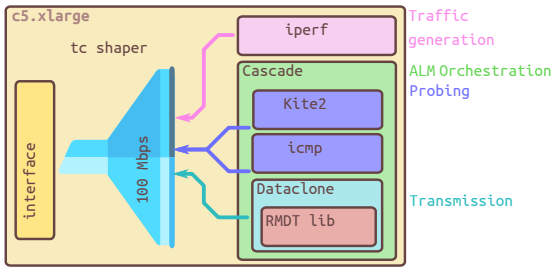 c5.xlarge
Traffic
generation
tc shaper
iperf
Cascade
ALM Orchestration
Probing
Kite2
icmp
interface
100 Mbps
Dataclone
RMDT lib
Transmission